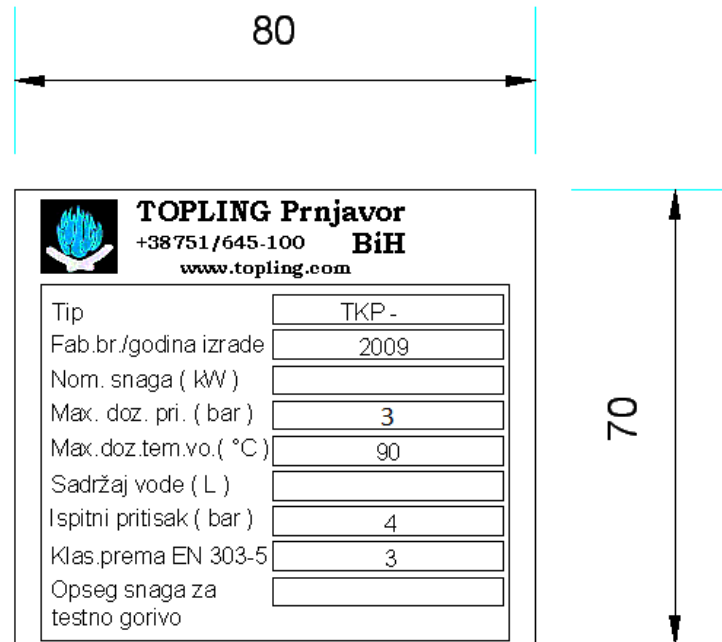 80
TOPLING Prnjavor
+38751/645-100 BiH
www.topling.com
Tip TKP -
Fab.br./godina izrade 2009
Nom. snaga ( kW )
Max. doz. pri. ( bar ) 3
Max.doz.tem.vo.( °C ) 90
Sadržaj vode ( L )
Ispitni pritisak ( bar ) 4
Klas.prema EN 303-5 3
Opseg snaga za
testno gorivo
70